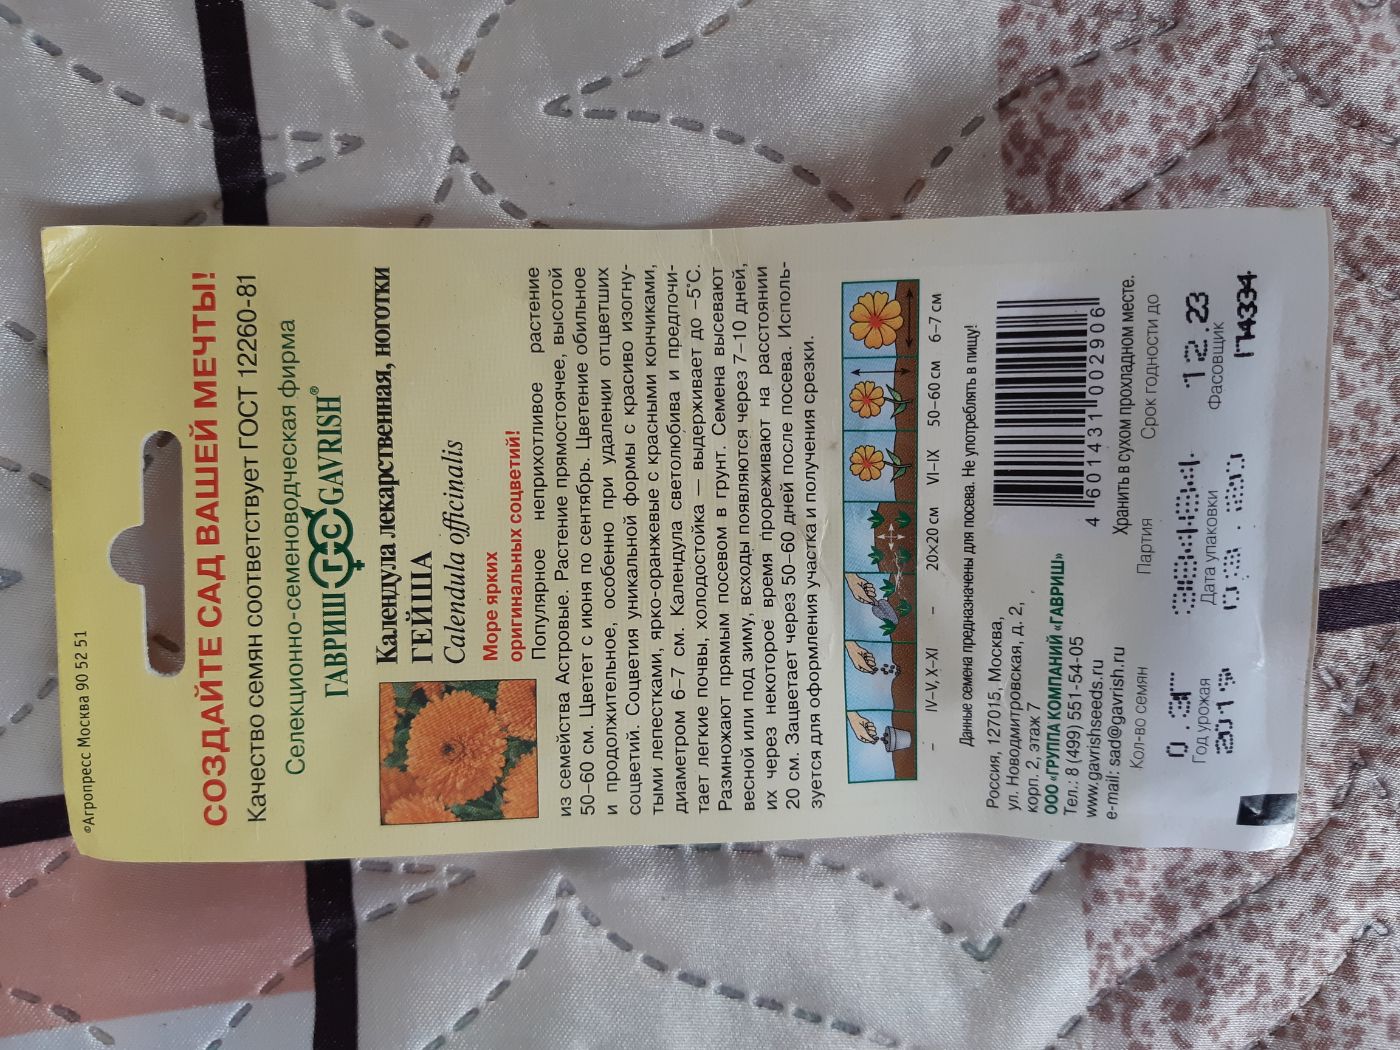 ©Агропресс Москва 90 52 51
СОЗДАЙТЕ САД ВАШЕЙ МЕЧТЫ!
Качество семян соответствует ГОСТ 12260-81
Селекционно-семеноводческая фирма
ГАВРИШ ГС GAVRISH®
Календула лекарственная, ноготки
ГЕЙША
Calendula officinalis
Море ярких
оригинальных соцветий!
Популярное неприхотливое растение
из семейства Астровые. Растение прямостоячее, высотой
50–60 см. Цветет с июня по сентябрь. Цветение обильное
и продолжительное, особенно при удалении отцветших
соцветий. Соцветия уникальной формы с красиво изогну-
тыми лепестками, ярко-оранжевые с красными кончиками,
диаметром 6–7 см. Календула светолюбива и предпочи-
тает легкие почвы, холодостойка — выдерживает до –5°С.
Размножают прямым посевом в грунт. Семена высевают
весной или под зиму, всходы появляются через 7–10 дней,
их через некоторое время прореживают на расстоянии
20 см. Зацветает через 50–60 дней после посева. Исполь-
зуется для оформления участка и получения срезки.
– IV–V, X–XI – 20х20 см VI–IX 50–60 см 6–7 см
Данные семена предназначены для посева. Не употреблять в пищу!
Россия, 127015, Москва,
ул. Новодмитровская, д. 2,
корп. 2, этаж 7
ООО «ГРУППА КОМПАНИЙ «ГАВРИШ»
Тел.: 8 (499) 551-54-05
www.gavrishseeds.ru
e-mail: sad@gavrish.ru
4 601431 002906
Хранить в сухом прохладном месте.
Кол-во семян Партия Срок годности до
12.23
Год урожая Дата упаковки Фасовщик
2019 174334